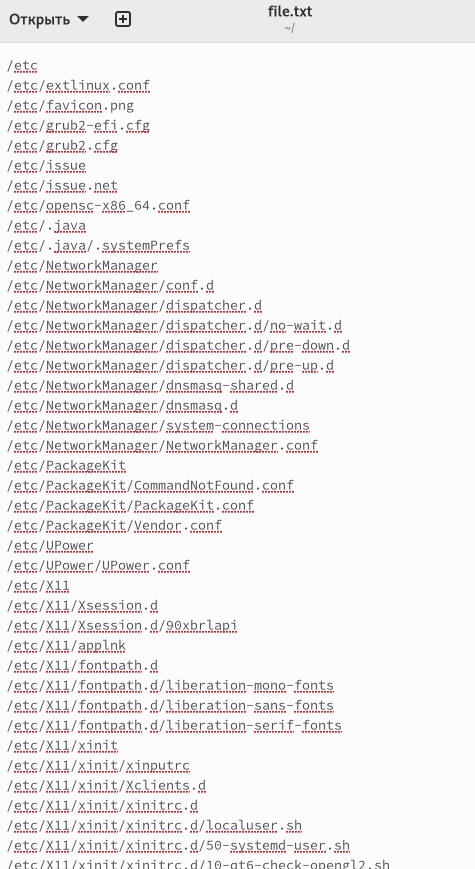 Открыть
file.txt
~/
/etc
/etc/extlinux.conf
/etc/favicon.png
/etc/grub2-efi.cfg
/etc/grub2.cfg
/etc/issue
/etc/issue.net
/etc/opensc-x86_64.conf
/etc/.java
/etc/.java/.systemPrefs
/etc/NetworkManager
/etc/NetworkManager/conf.d
/etc/NetworkManager/dispatcher.d
/etc/NetworkManager/dispatcher.d/no-wait.d
/etc/NetworkManager/dispatcher.d/pre-down.d
/etc/NetworkManager/dispatcher.d/pre-up.d
/etc/NetworkManager/dnsmasq-shared.d
/etc/NetworkManager/dnsmasq.d
/etc/NetworkManager/system-connections
/etc/NetworkManager/NetworkManager.conf
/etc/PackageKit
/etc/PackageKit/CommandNotFound.conf
/etc/PackageKit/PackageKit.conf
/etc/PackageKit/Vendor.conf
/etc/UPower
/etc/UPower/UPower.conf
/etc/X11
/etc/X11/Xsession.d
/etc/X11/Xsession.d/90xbrlapi
/etc/X11/applnk
/etc/X11/fontpath.d
/etc/X11/fontpath.d/liberation-mono-fonts
/etc/X11/fontpath.d/liberation-sans-fonts
/etc/X11/fontpath.d/liberation-serif-fonts
/etc/X11/xinit
/etc/X11/xinit/xinputrc
/etc/X11/xinit/Xclients.d
/etc/X11/xinit/xinitrc.d
/etc/X11/xinit/xinitrc.d/localuser.sh
/etc/X11/xinit/xinitrc.d/50-systemd-user.sh
/etc/X11/xinit/xinitrc.d/10-qt6-check-opengl2.sh